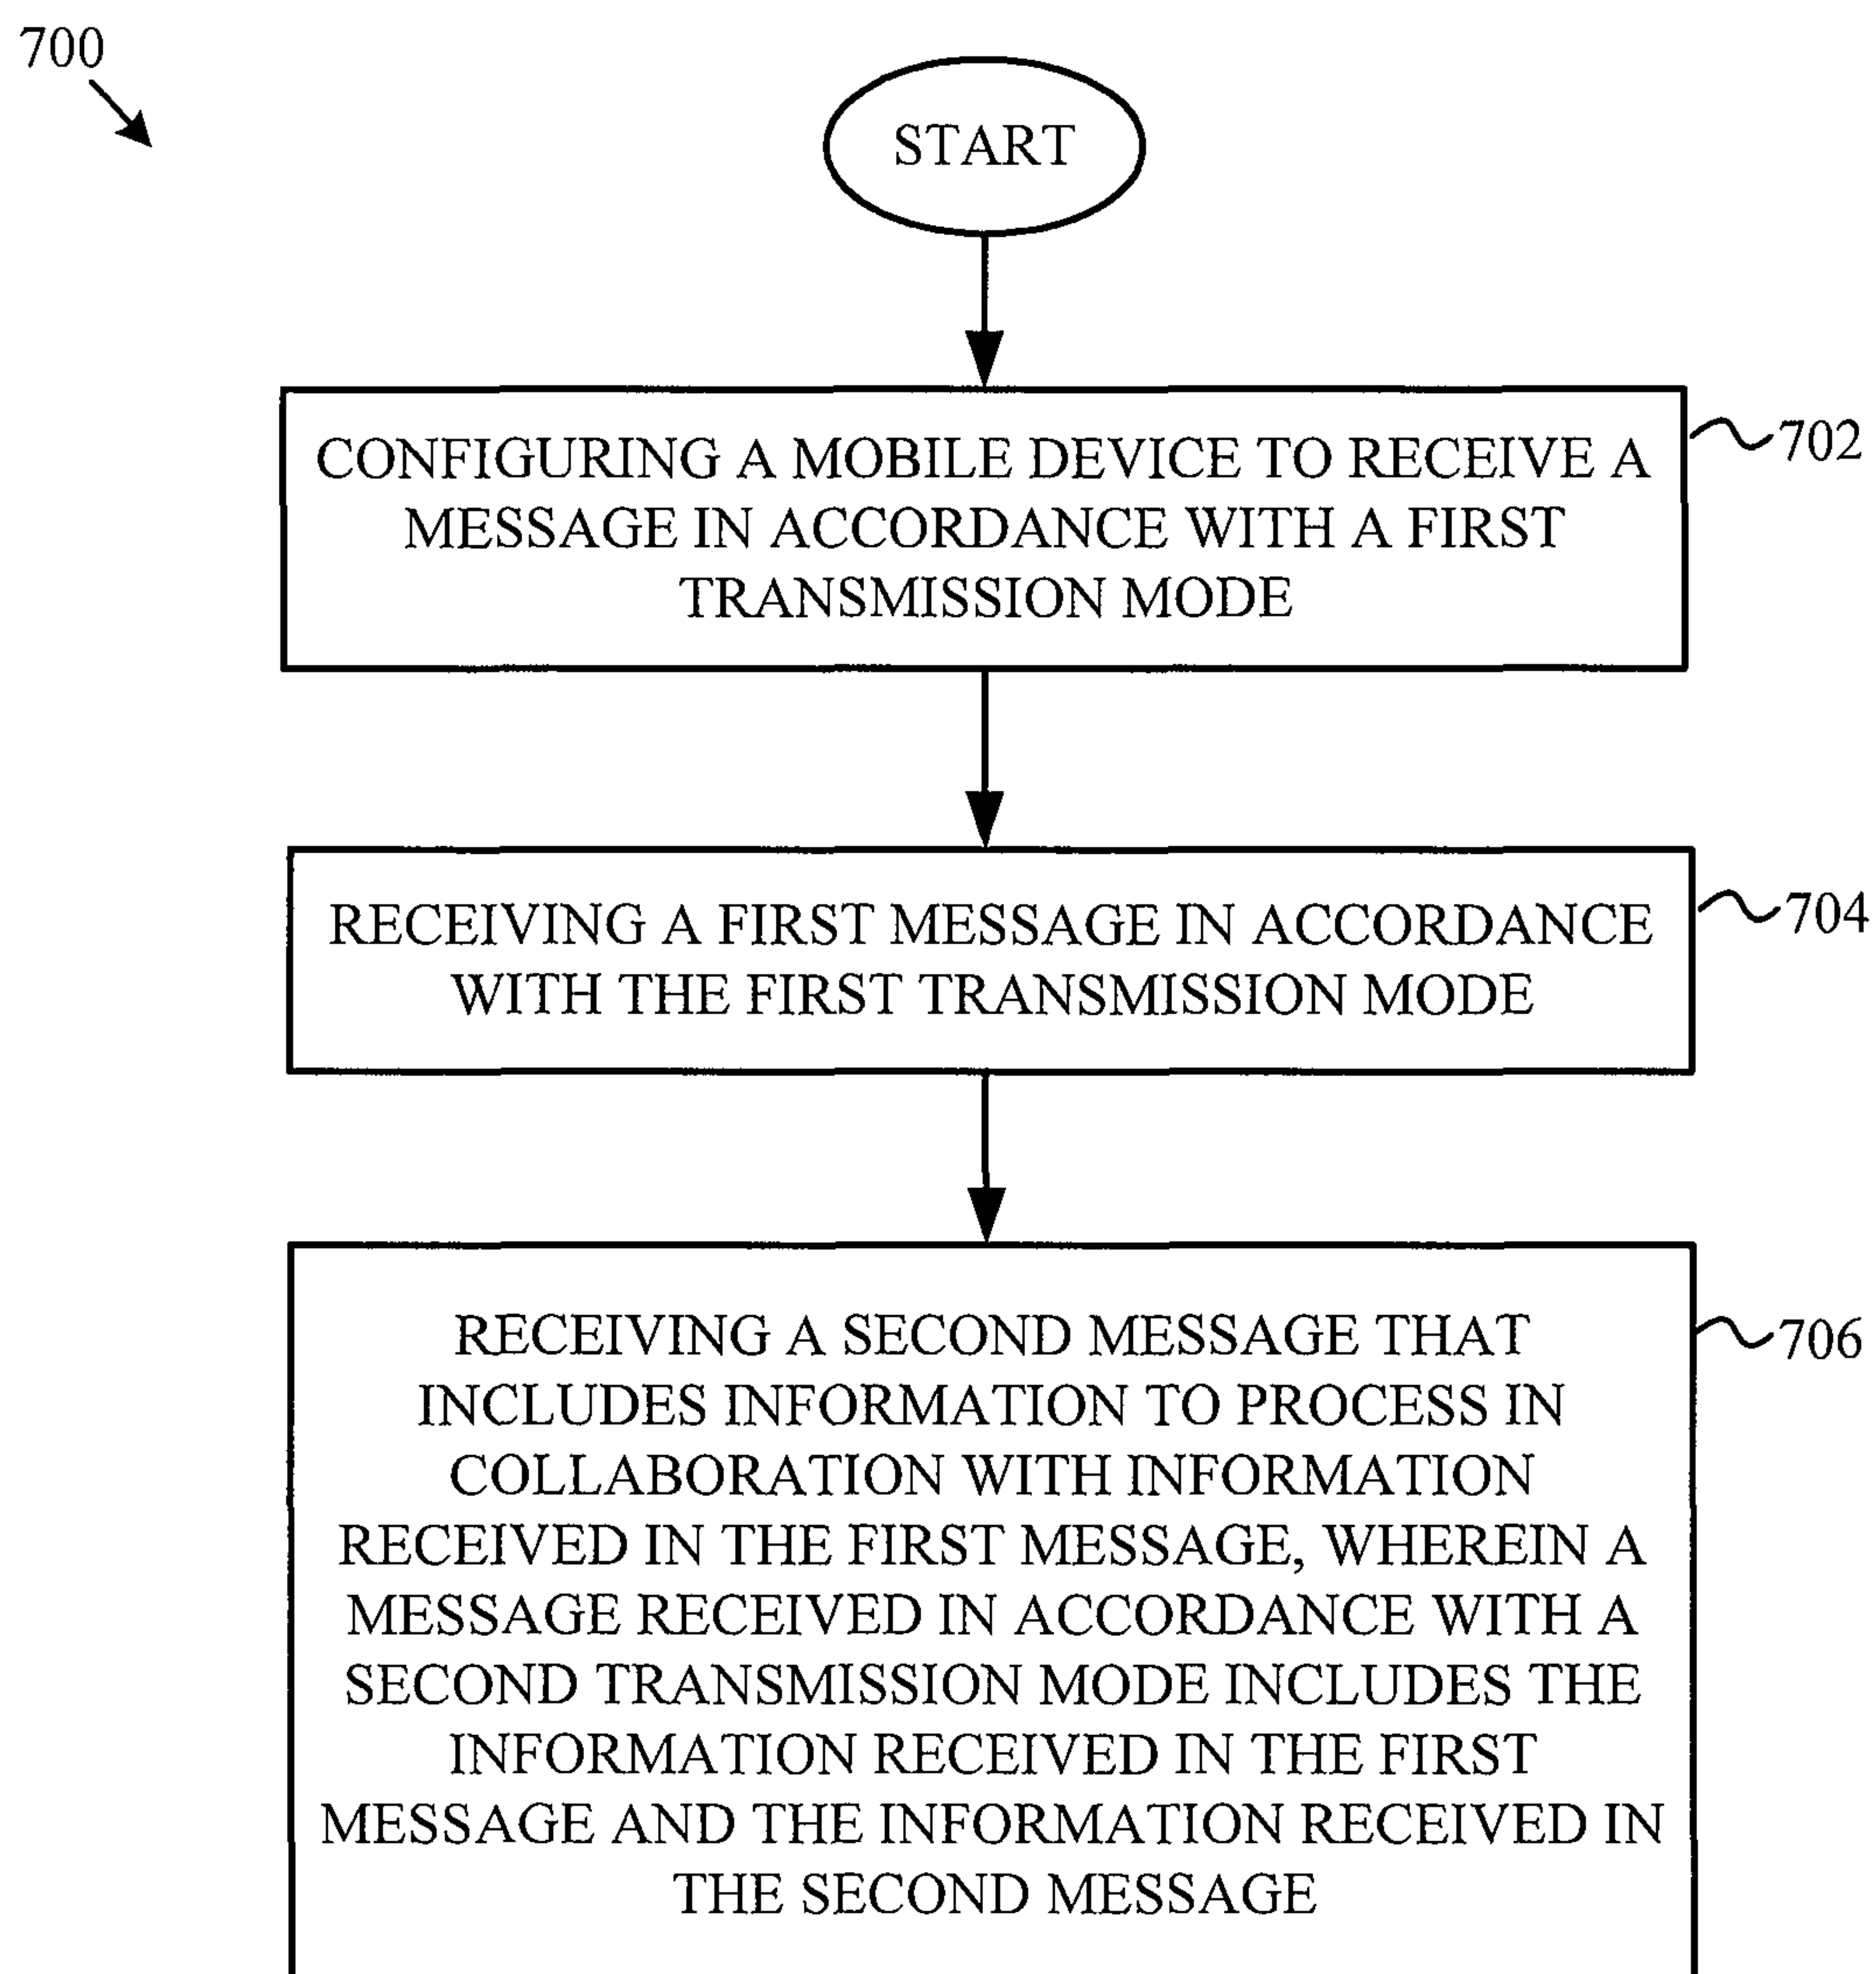 700
START
CONFIGURING A MOBILE DEVICE TO RECEIVE A
MESSAGE IN ACCORDANCE WITH A FIRST
TRANSMISSION MODE
702
RECEIVING A FIRST MESSAGE IN ACCORDANCE
WITH THE FIRST TRANSMISSION MODE
704
RECEIVING A SECOND MESSAGE THAT
INCLUDES INFORMATION TO PROCESS IN
COLLABORATION WITH INFORMATION
RECEIVED IN THE FIRST MESSAGE, WHEREIN A
MESSAGE RECEIVED IN ACCORDANCE WITH A
SECOND TRANSMISSION MODE INCLUDES THE
INFORMATION RECEIVED IN THE FIRST
MESSAGE AND THE INFORMATION RECEIVED IN
THE SECOND MESSAGE
706